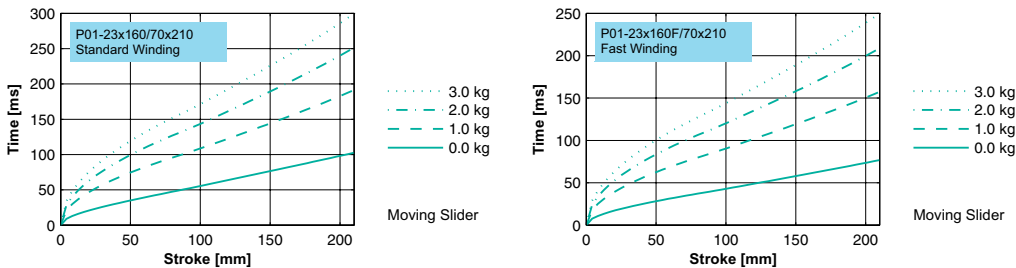 P01-23x160/70x210
Standard Winding
Time [ms]
300
250
200
150
100
50
0
0 50 100 150 200
Stroke [mm]
3.0 kg
2.0 kg
1.0 kg
0.0 kg
Moving Slider
P01-23x160F/70x210
Fast Winding
Time [ms]
250
200
150
100
50
0
0 50 100 150 200
Stroke [mm]
3.0 kg
2.0 kg
1.0 kg
0.0 kg
Moving Slider